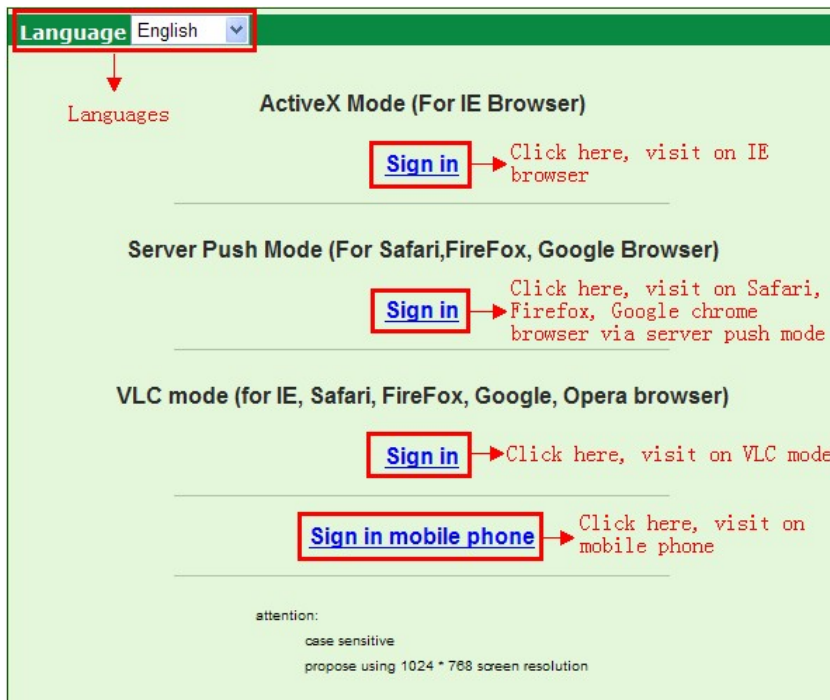 Language English
Languages
ActiveX Mode (For IE Browser)
Sign in
Click here, visit on IE
browser
Server Push Mode (For Safari,FireFox, Google Browser)
Sign in
Click here, visit on Safari,
Firefox, Google chrome
browser via server push mode
VLC mode (for IE, Safari, FireFox, Google, Opera browser)
Sign in
Click here, visit on VLC mode
Sign in mobile phone
Click here, visit on
mobile phone
attention:
case sensitive
propose using 1024 * 768 screen resolution